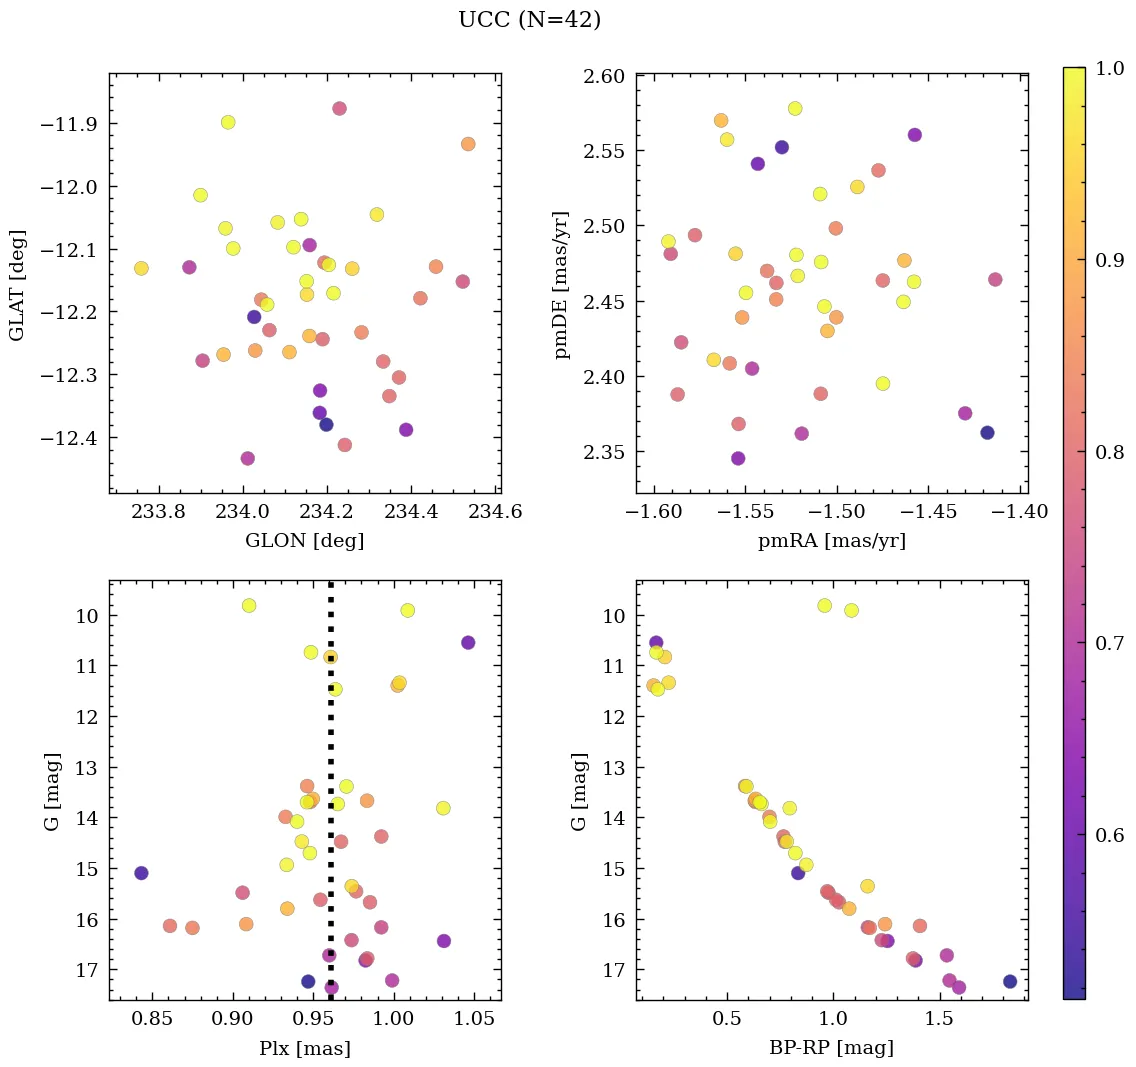 UCC (N=42)
−11.9
−12.0
−12.1
−12.2
−12.3
−12.4
GLAT [deg]
233.8 234.0 234.2 234.4 234.6
GLON [deg]
2.60
2.55
2.50
2.45
2.40
2.35
pmDE [mas/yr]
−1.60 −1.55 −1.50 −1.45 −1.40
pmRA [mas/yr]
1.0
0.9
0.8
0.7
0.6
10
11
12
13
14
15
16
17
G [mag]
0.85 0.90 0.95 1.00 1.05
Plx [mas]
10
11
12
13
14
15
16
17
G [mag]
0.5 1.0 1.5
BP-RP [mag]